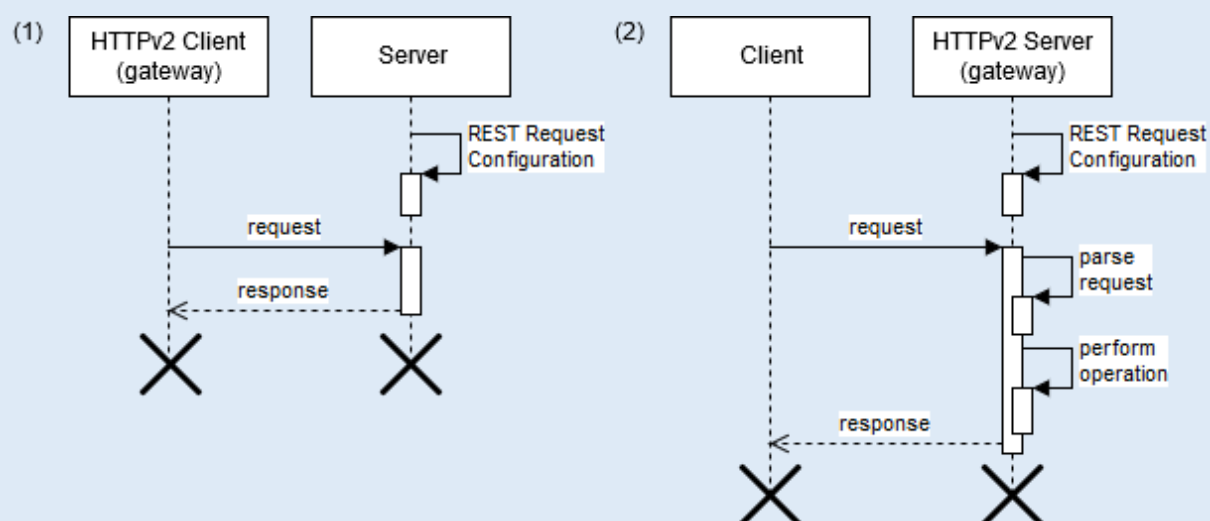 (1)
HTTPv2 Client
(gateway)
Server
REST Request
Configuration
request
response
(2)
Client
HTTPv2 Server
(gateway)
REST Request
Configuration
request
parse
request
perform
operation
response